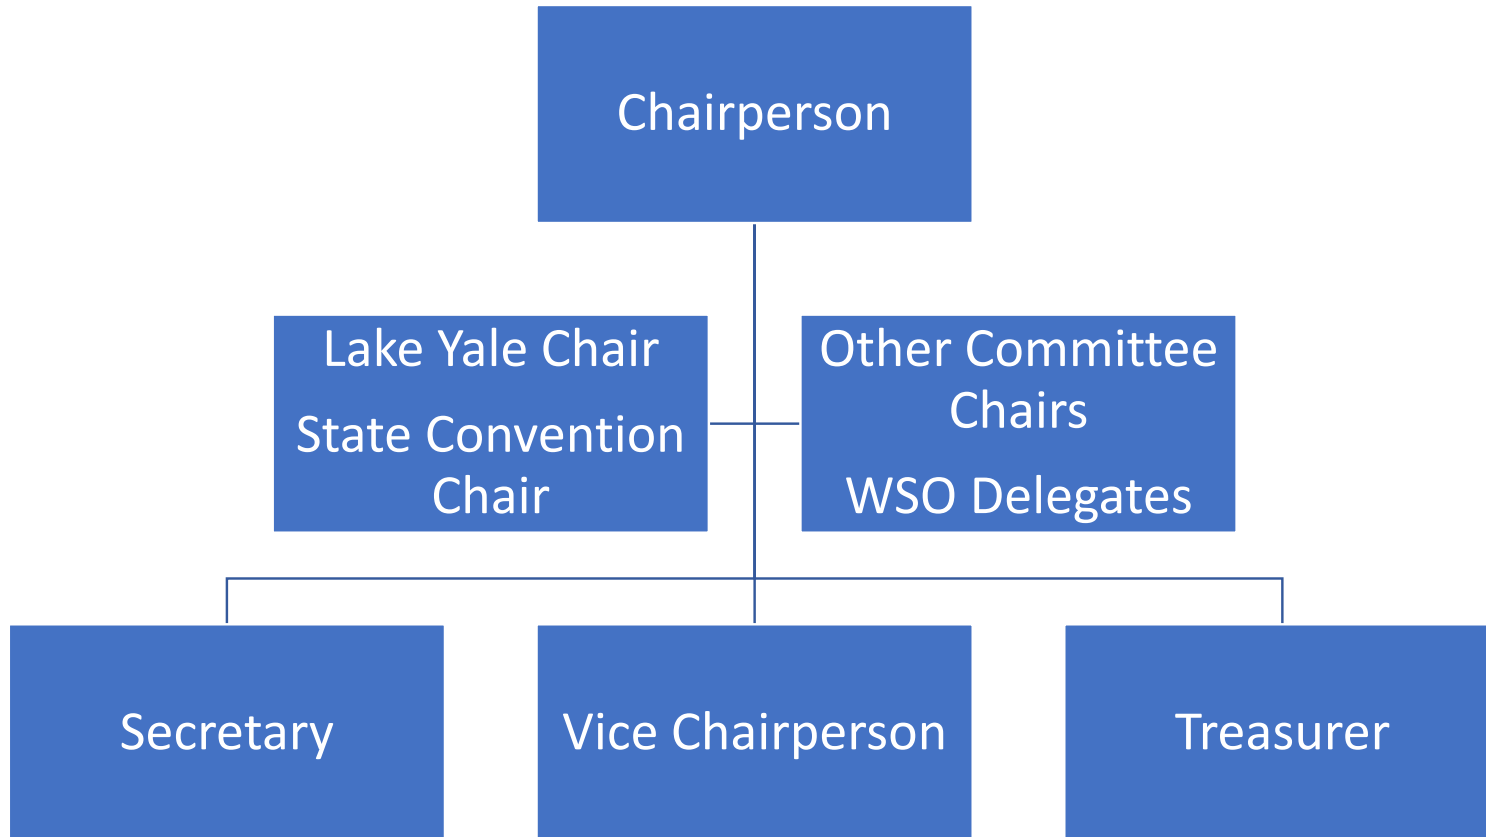 Chairperson
Lake Yale Chair
State Convention
Chair
Other Committee
Chairs
WSO Delegates
Secretary
Vice Chairperson
Treasurer